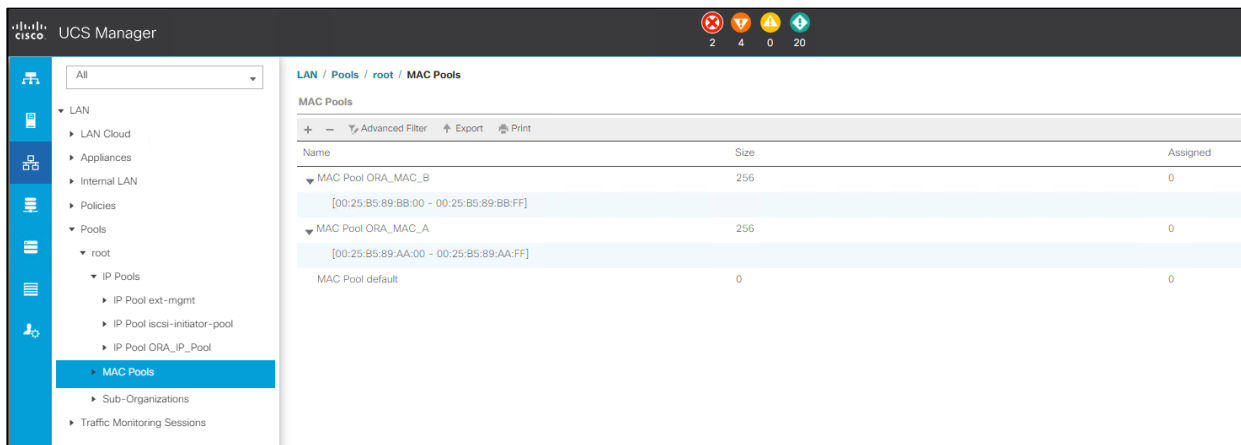 cisco. UCS Manager
2 4 0 20
All
LAN
LAN Cloud
Appliances
Internal LAN
Policies
Pools
root
IP Pools
IP Pool ext-mgmt
IP Pool iscsi-initiator-pool
IP Pool ORA_IP_Pool
MAC Pools
Sub-Organizations
Traffic Monitoring Sessions
LAN / Pools / root / MAC Pools
MAC Pools
+ − Advanced Filter Export Print
Name Size Assigned
MAC Pool ORA_MAC_B 256 0
[00:25:B5:89:BB:00 - 00:25:B5:89:BB:FF]
MAC Pool ORA_MAC_A 256 0
[00:25:B5:89:AA:00 - 00:25:B5:89:AA:FF]
MAC Pool default 0 0